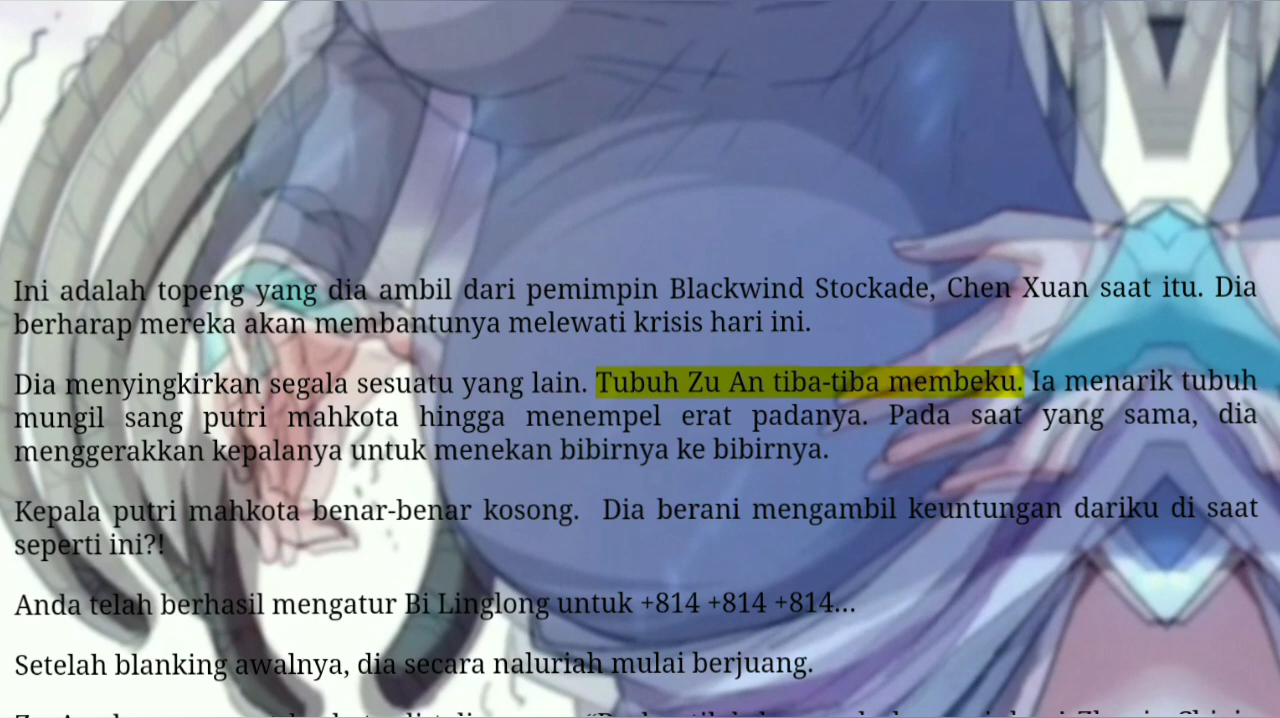 Ini adalah topeng yang dia ambil dari pemimpin Blackwind Stockade, Chen Xuan saat itu. Dia
berharap mereka akan membantunya melewati krisis hari ini.
Dia menyingkirkan segala sesuatu yang lain. Tubuh Zu An tiba-tiba membeku. Ia menarik tubuh
mungil sang putri mahkota hingga menempel erat padanya. Pada saat yang sama, dia
menggerakkan kepalanya untuk menekan bibirnya ke bibirnya.
Kepala putri mahkota benar-benar kosong. Dia berani mengambil keuntungan dariku di saat
seperti ini?!
Anda telah berhasil mengatur Bi Linglong untuk +814 +814 +814...
Setelah blanking awalnya, dia secara naluriah mulai berjuang.